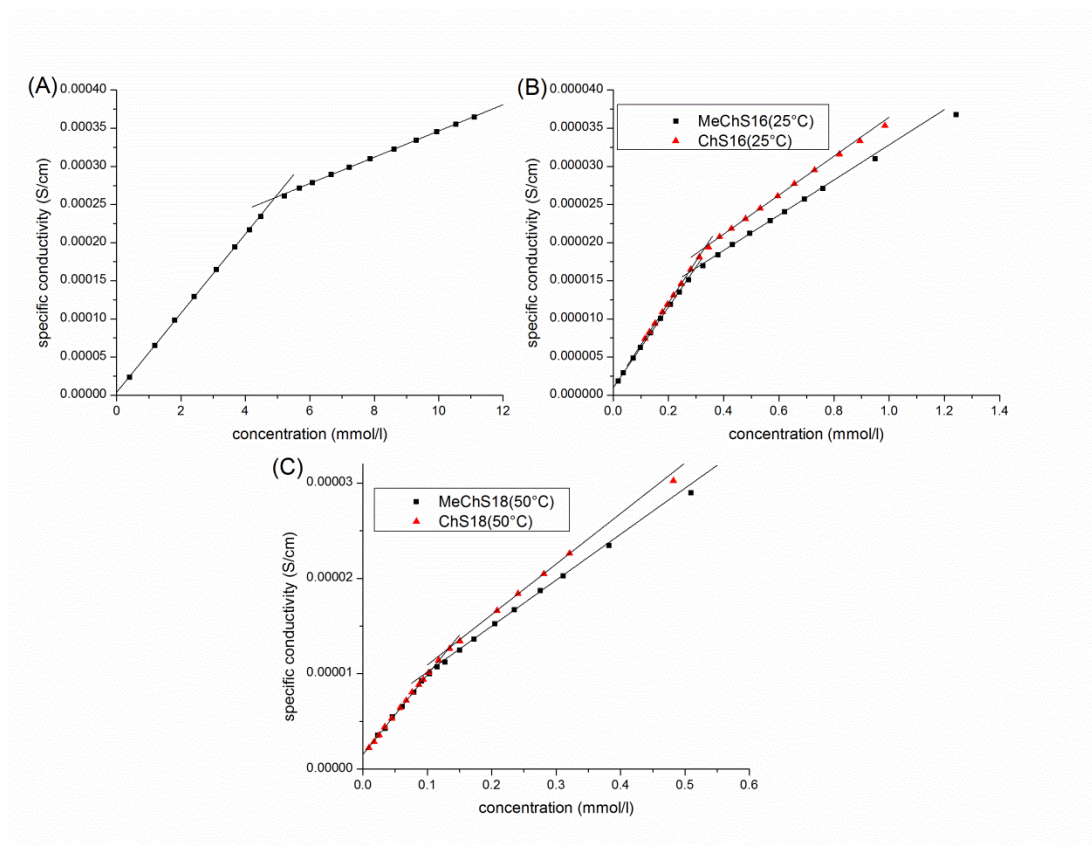 (A)
0.00040
0.00035
0.00030
0.00025
0.00020
0.00015
0.00010
0.00005
0.00000
specific conductivity (S/cm)
0 2 4 6 8 10 12
concentration (mmol/l)
(B)
0.000040
0.000035
0.000030
0.000025
0.000020
0.000015
0.000010
0.000005
0.000000
specific conductivity (S/cm)
MeChS16(25°C)
ChS16(25°C)
0.0 0.2 0.4 0.6 0.8 1.0 1.2 1.4
concentration (mmol/l)
(C)
0.00003
0.00002
0.00001
0.00000
specific conductivity (S/cm)
MeChS18(50°C)
ChS18(50°C)
0.0 0.1 0.2 0.3 0.4 0.5 0.6
concentration (mmol/l)